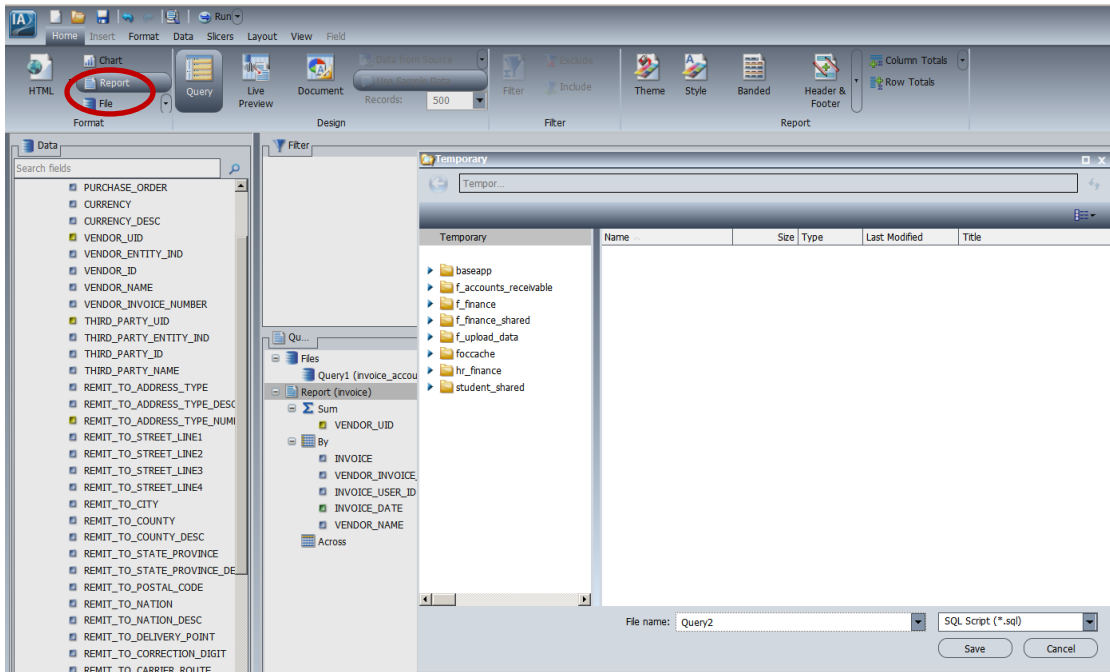 IA
Run
Home Insert Format Data Slicers Layout View Field
HTML
Chart
Report
File
Format
Query
Live Preview
Document
Data Item Source
Use Sample Data
Records: 500
Design
Filter
Exclude
Include
Filter
Theme
Style
Banded
Header & Footer
Column Totals
Row Totals
Report
Data
Search fields
PURCHASE_ORDER
CURRENCY
CURRENCY_DESC
VENDOR_UID
VENDOR_ENTITY_IND
VENDOR_ID
VENDOR_NAME
VENDOR_INVOICE_NUMBER
THIRD_PARTY_UID
THIRD_PARTY_ENTITY_IND
THIRD_PARTY_ID
THIRD_PARTY_NAME
REMIT_TO_ADDRESS_TYPE
REMIT_TO_ADDRESS_TYPE_DESC
REMIT_TO_ADDRESS_TYPE_NUM
REMIT_TO_STREET_LINE1
REMIT_TO_STREET_LINE2
REMIT_TO_STREET_LINE3
REMIT_TO_STREET_LINE4
REMIT_TO_CITY
REMIT_TO_COUNTY
REMIT_TO_COUNTY_DESC
REMIT_TO_STATE_PROVINCE
REMIT_TO_STATE_PROVINCE_DE
REMIT_TO_POSTAL_CODE
REMIT_TO_NATION
REMIT_TO_NATION_DESC
REMIT_TO_DELIVERY_POINT
REMIT_TO_CORRECTION_DIGIT
REMIT_TO_CARRIER_ROUTE
Filter
Qu...
Files
Query1 (invoice_accou
Report (invoice)
Sum
VENDOR_UID
By
INVOICE
VENDOR_INVOICE_
INVOICE_USER_ID
INVOICE_DATE
VENDOR_NAME
Across
Temporary
Tempor...
Temporary
baseapp
f_accounts_receivable
f_finance
f_finance_shared
f_upload_data
foccache
hr_finance
student_shared
Name Size Type Last Modified Title
File name: Query2 SQL Script (*.sql)
Save Cancel